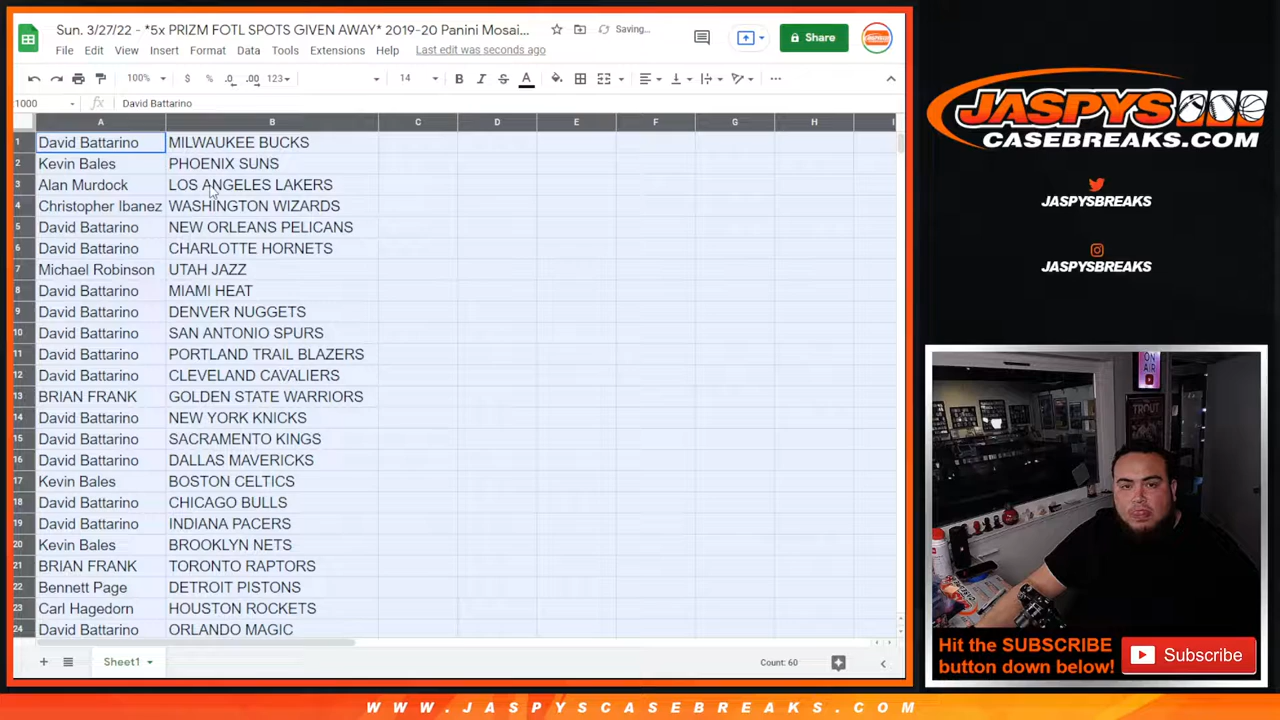 Sun. 3/27/22 - *5x PRIZM FOTL SPOTS GIVEN AWAY* 2019-20 Panini Mosai...
Saving...
File Edit View Insert Format Data Tools Extensions Help Last edit was seconds ago
Share
100% $ % .0 .00 123 14 B I S A
1000 fx David Battarino
A B C D E F G H I
1 David Battarino MILWAUKEE BUCKS
2 Kevin Bales PHOENIX SUNS
3 Alan Murdock LOS ANGELES LAKERS
4 Christopher Ibanez WASHINGTON WIZARDS
5 David Battarino NEW ORLEANS PELICANS
6 David Battarino CHARLOTTE HORNETS
7 Michael Robinson UTAH JAZZ
8 David Battarino MIAMI HEAT
9 David Battarino DENVER NUGGETS
10 David Battarino SAN ANTONIO SPURS
11 David Battarino PORTLAND TRAIL BLAZERS
12 David Battarino CLEVELAND CAVALIERS
13 BRIAN FRANK GOLDEN STATE WARRIORS
14 David Battarino NEW YORK KNICKS
15 David Battarino SACRAMENTO KINGS
16 David Battarino DALLAS MAVERICKS
17 Kevin Bales BOSTON CELTICS
18 David Battarino CHICAGO BULLS
19 David Battarino INDIANA PACERS
20 Kevin Bales BROOKLYN NETS
21 BRIAN FRANK TORONTO RAPTORS
22 Bennett Page DETROIT PISTONS
23 Carl Hagedorn HOUSTON ROCKETS
24 David Battarino ORLANDO MAGIC
Sheet1
Count: 60
JASPYS
CASEBREAKS.COM
JASPYSBREAKS
JASPYSBREAKS
ON AIR
TROUT
Hit the SUBSCRIBE
button down below!
Subscribe
WWW.JASPYSCASEBREAKS.COM